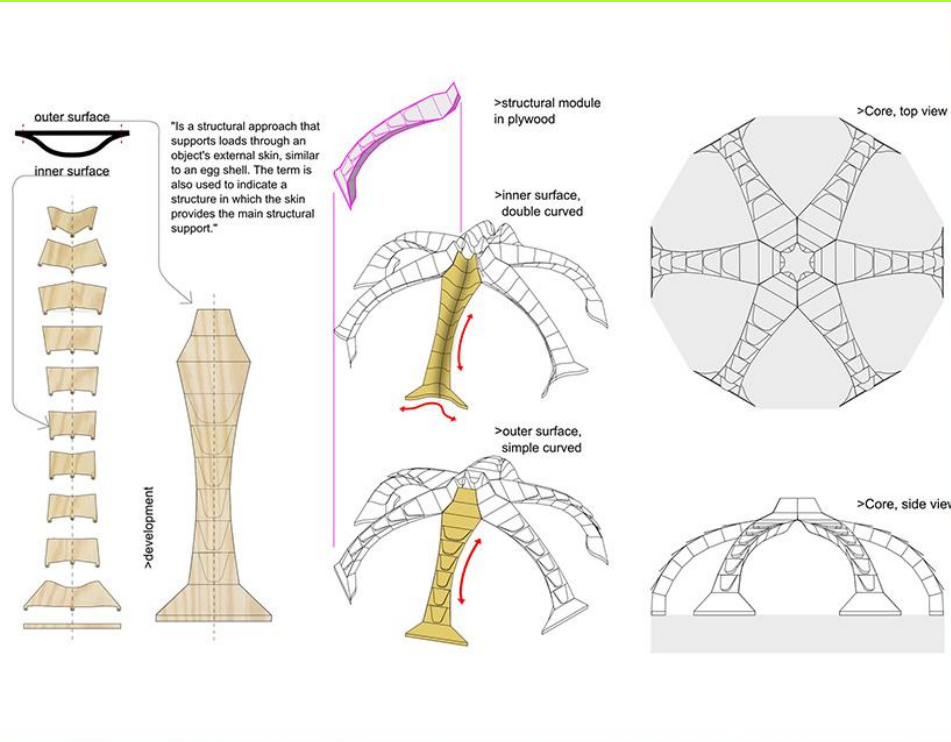 outer surface
inner surface
"Is a structural approach that
supports loads through an
object's external skin, similar
to an egg shell. The term is
also used to indicate a
structure in which the skin
provides the main structural
support."
>development
>structural module
in plywood
>inner surface,
double curved
>outer surface,
simple curved
>Core, top view
>Core, side view